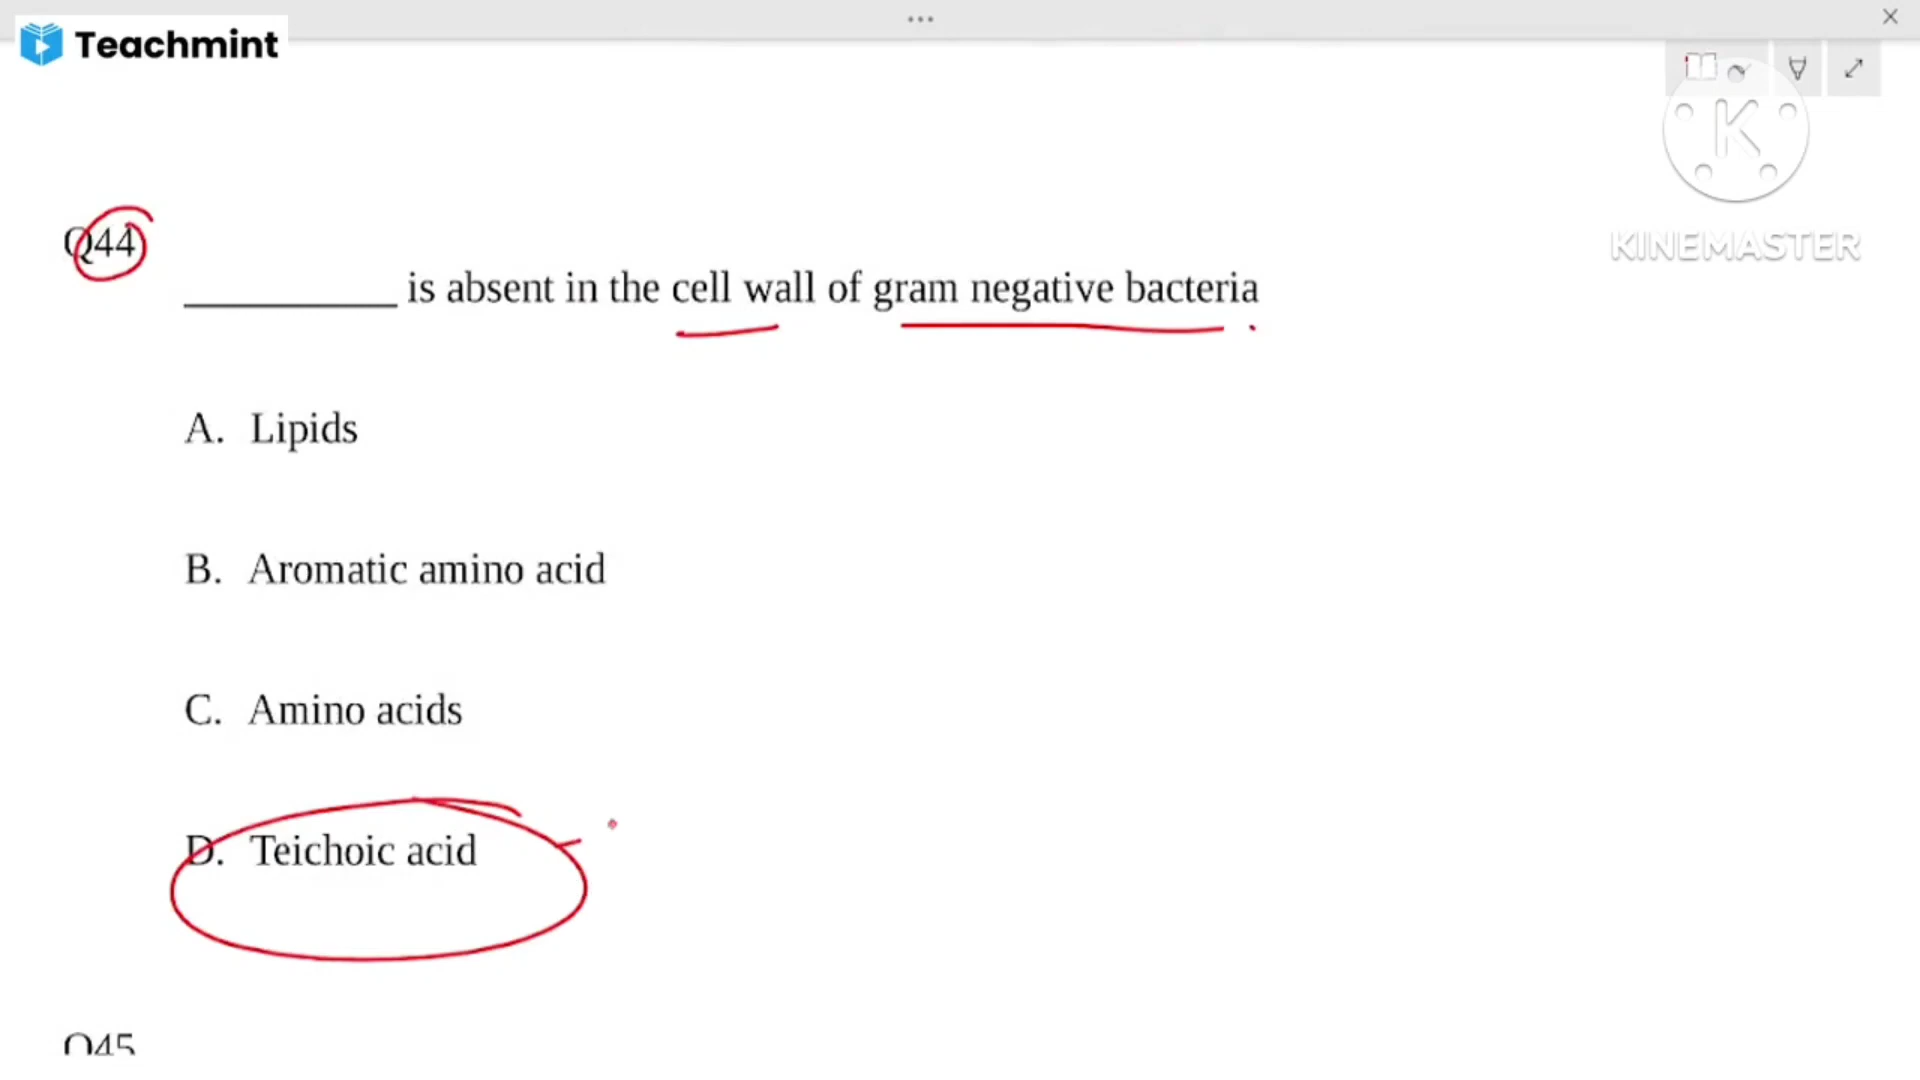 Teachmint
Q44
__________ is absent in the cell wall of gram negative bacteria
KINEMASTER
A. Lipids
B. Aromatic amino acid
C. Amino acids
D. Teichoic acid
Q45